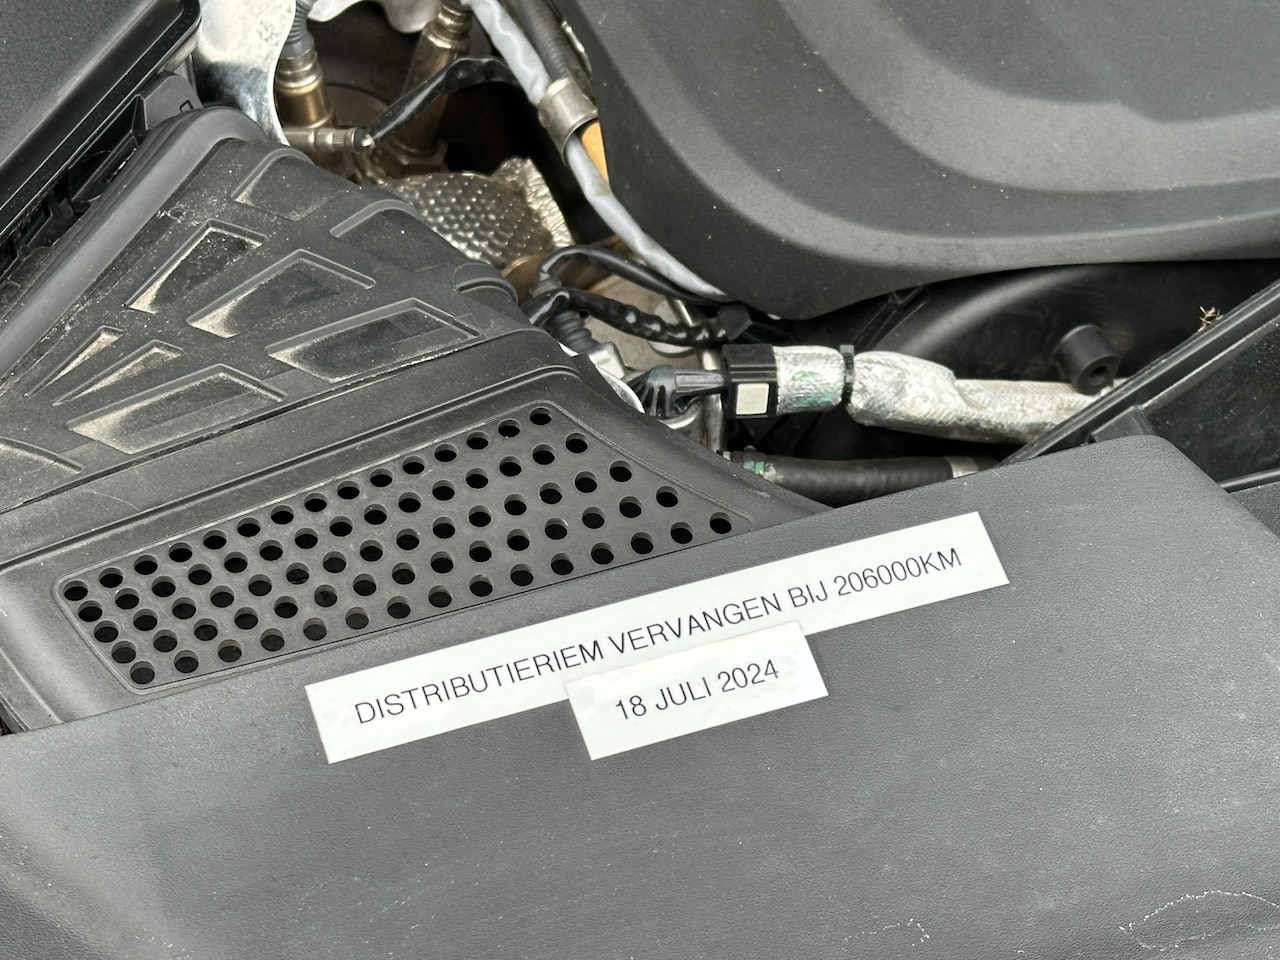 DISTRIBUTIERIEM VERVANGEN BIJ 206000KM
18 JULI 2024